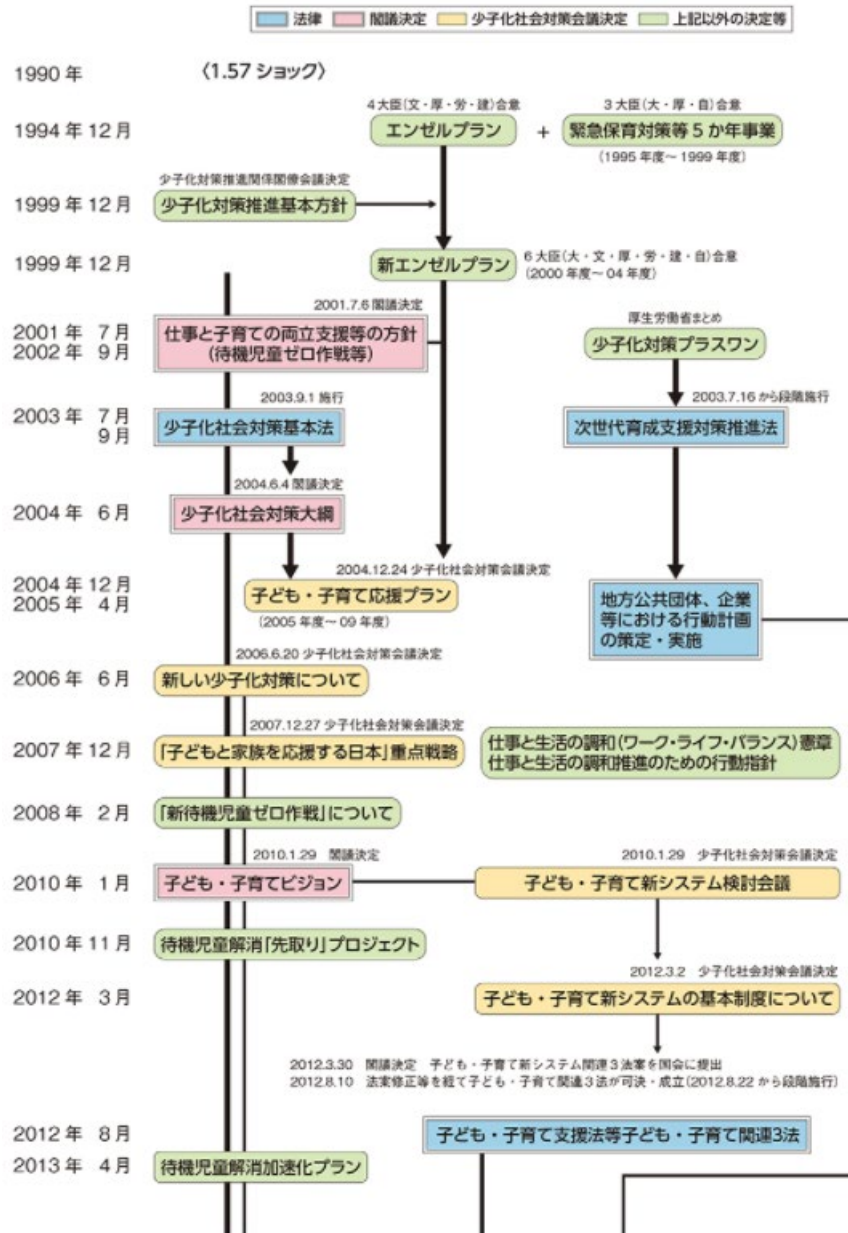 法律 閣議決定 少子化社会対策会議決定 上記以外の決定等
1990年 〈1.57ショック〉
4大臣(文・厚・労・建)合意 3大臣(大・厚・自)合意
1994年12月 エンゼルプラン + 緊急保育対策等5か年事業
(1995年度~1999年度)
少子化対策推進関係閣僚会議決定
1999年12月 少子化対策推進基本方針
1999年12月 新エンゼルプラン 6大臣(大・文・厚・労・建・自)合意
(2000年度~04年度)
2001.7.6 閣議決定 厚生労働省まとめ
2001年 7月 仕事と子育ての両立支援等の方針
2002年 9月 (待機児童ゼロ作戦等) 少子化対策プラスワン
2003.9.1 施行 2003.7.16から段階施行
2003年 7月 少子化社会対策基本法 次世代育成支援対策推進法
9月
2004.6.4 閣議決定
2004年 6月 少子化社会対策大綱
2004.12.24 少子化社会対策会議決定
2004年12月 子ども・子育て応援プラン 地方公共団体、企業
2005年 4月 等における行動計画
(2005年度~09年度) の策定・実施
2006.6.20 少子化社会対策会議決定
2006年 6月 新しい少子化対策について
2007.12.27 少子化社会対策会議決定
2007年12月 「子どもと家族を応援する日本」重点戦略 仕事と生活の調和(ワーク・ライフ・バランス)憲章
仕事と生活の調和推進のための行動指針
2008年 2月 「新待機児童ゼロ作戦」について
2010.1.29 閣議決定 2010.1.29 少子化社会対策会議決定
2010年 1月 子ども・子育てビジョン 子ども・子育て新システム検討会議
2010年11月 待機児童解消「先取り」プロジェクト
2012.3.2 少子化社会対策会議決定
2012年 3月 子ども・子育て新システムの基本制度について
2012.3.30 閣議決定 子ども・子育て新システム関連3法案を国会に提出
2012.8.10 法案修正等を経て子ども・子育て関連3法が可決・成立(2012.8.22から段階施行)
2012年 8月 子ども・子育て支援法等子ども・子育て関連3法
2013年 4月 待機児童解消加速化プラン